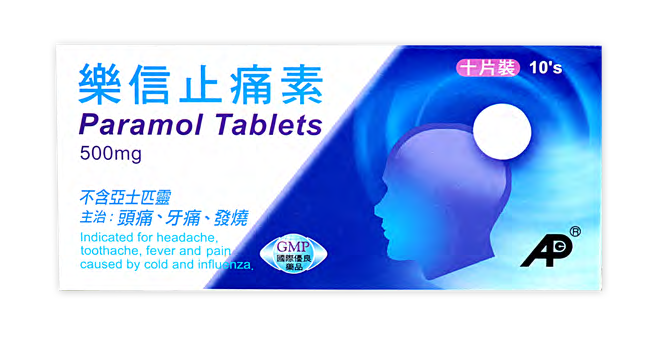 樂信止痛素
Paramol Tablets
500mg
十片裝 10's
不含亞士匹靈
主治：頭痛、牙痛、發燒
Indicated for headache,
toothache, fever and pain
caused by cold and influenza.
GMP
國際優良
藥品
AP®